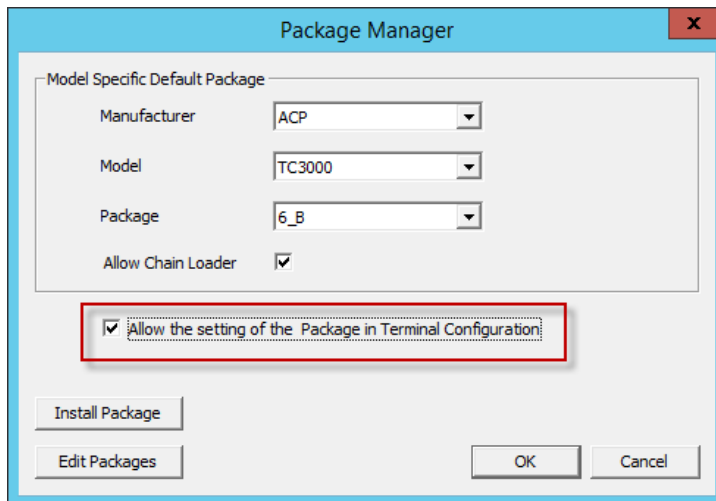 Package Manager
x
Model Specific Default Package
Manufacturer ACP
Model TC3000
Package 6_B
Allow Chain Loader
Allow the setting of the Package in Terminal Configuration
Install Package
Edit Packages OK Cancel